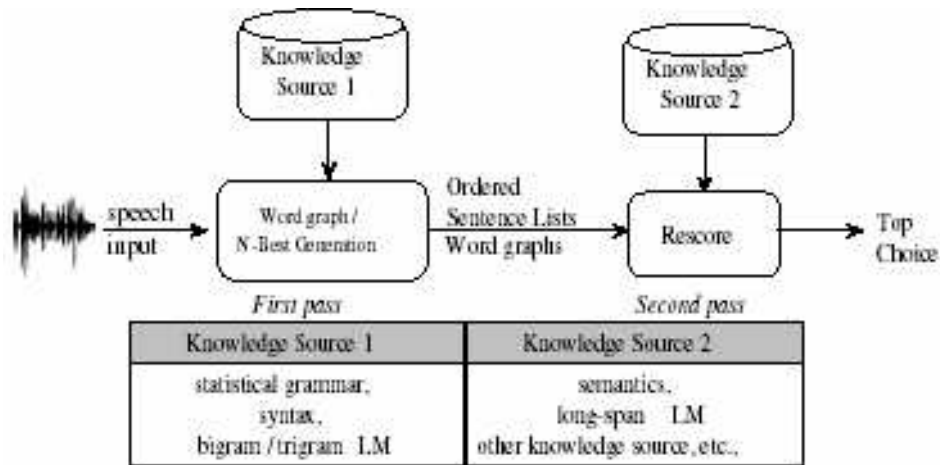 Knowledge
Source 1
Knowledge
Source 2
speech
input
Word graph /
N-Best Generation
Ordered
Sentence Lists
Word graphs
Rescore
Top
Choice
First pass
Second pass
Knowledge Source 1
Knowledge Source 2
statistical grammar,
syntax,
bigram / trigram LM
semantics,
long-span LM
other knowledge source, etc.,